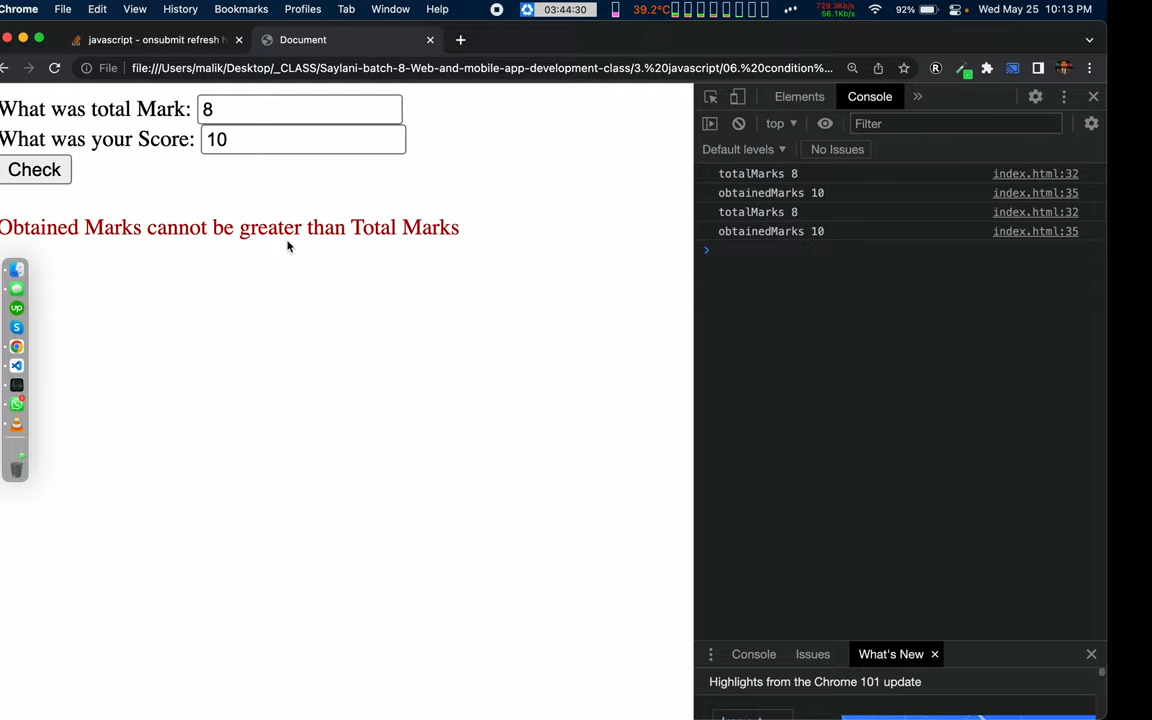 Chrome File Edit View History Bookmarks Profiles Tab Window Help 03:44:30 39.2°C 729.3Kb/s 56.1Kb/s 92% Wed May 25 10:13 PM
javascript - onsubmit refresh h × Document × +
File file:///Users/malik/Desktop/_CLASS/Saylani-batch-8-Web-and-mobile-app-development-class/3.%20javascript/06.%20condition%...
What was total Mark: 8
What was your Score: 10
Check
Obtained Marks cannot be greater than Total Marks
up
S
Elements Console »
top Filter
Default levels No Issues
totalMarks 8 index.html:32
obtainedMarks 10 index.html:35
totalMarks 8 index.html:32
obtainedMarks 10 index.html:35
Console Issues What's New ×
Highlights from the Chrome 101 update